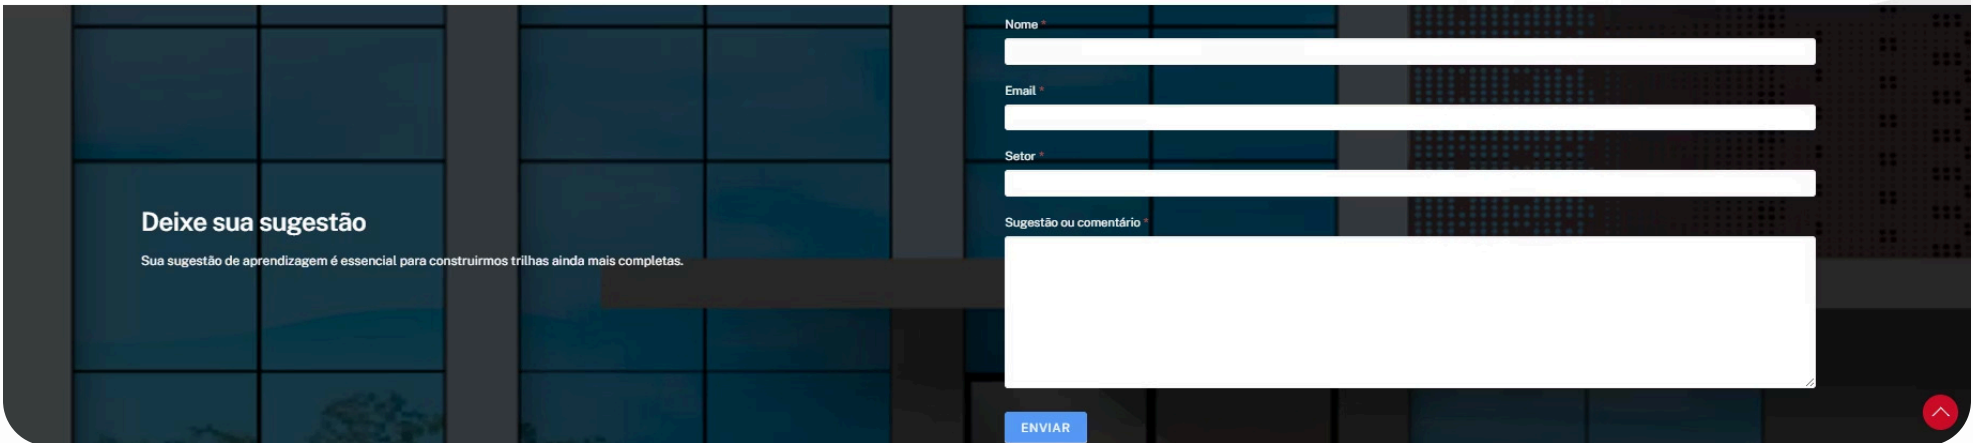 Deixe sua sugestão
Sua sugestão de aprendizagem é essencial para construirmos trilhas ainda mais completas.
Nome *
Email *
Setor *
Sugestão ou comentário *
ENVIAR